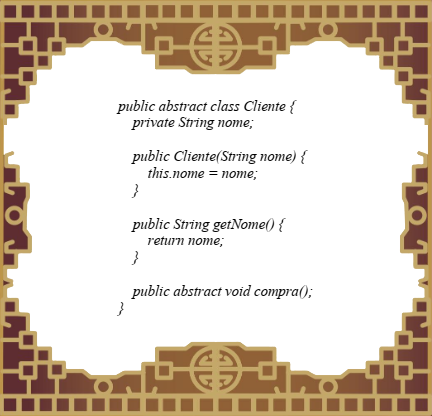 public abstract class Cliente {
    private String nome;

    public Cliente(String nome) {
        this.nome = nome;
    }

    public String getNome() {
        return nome;
    }

    public abstract void compra();
}